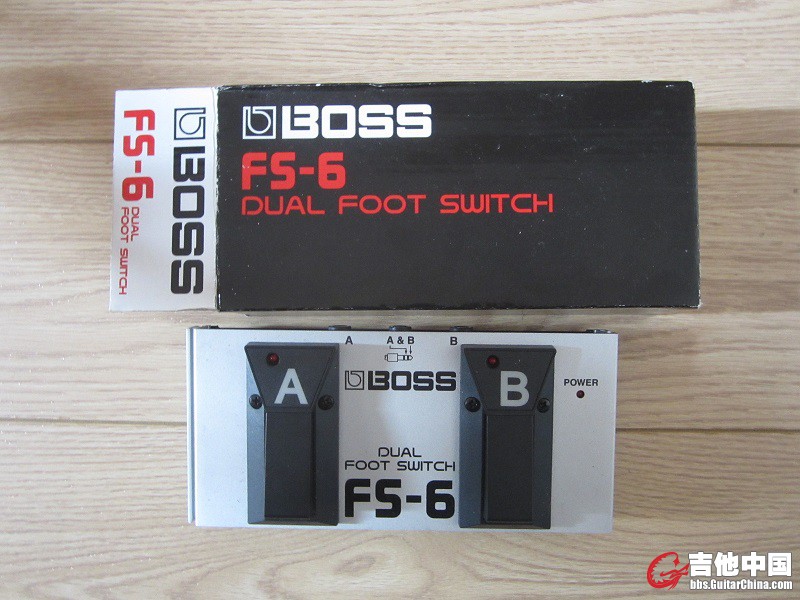 BOSS
FS-6
DUAL FOOT SWITCH
BOSS
FS-6
DUAL
FOOT SWITCH
A
A & B
B
A
BOSS
B
POWER
DUAL
FOOT SWITCH
FS-6
吉他中国
bbs.GuitarChina.com